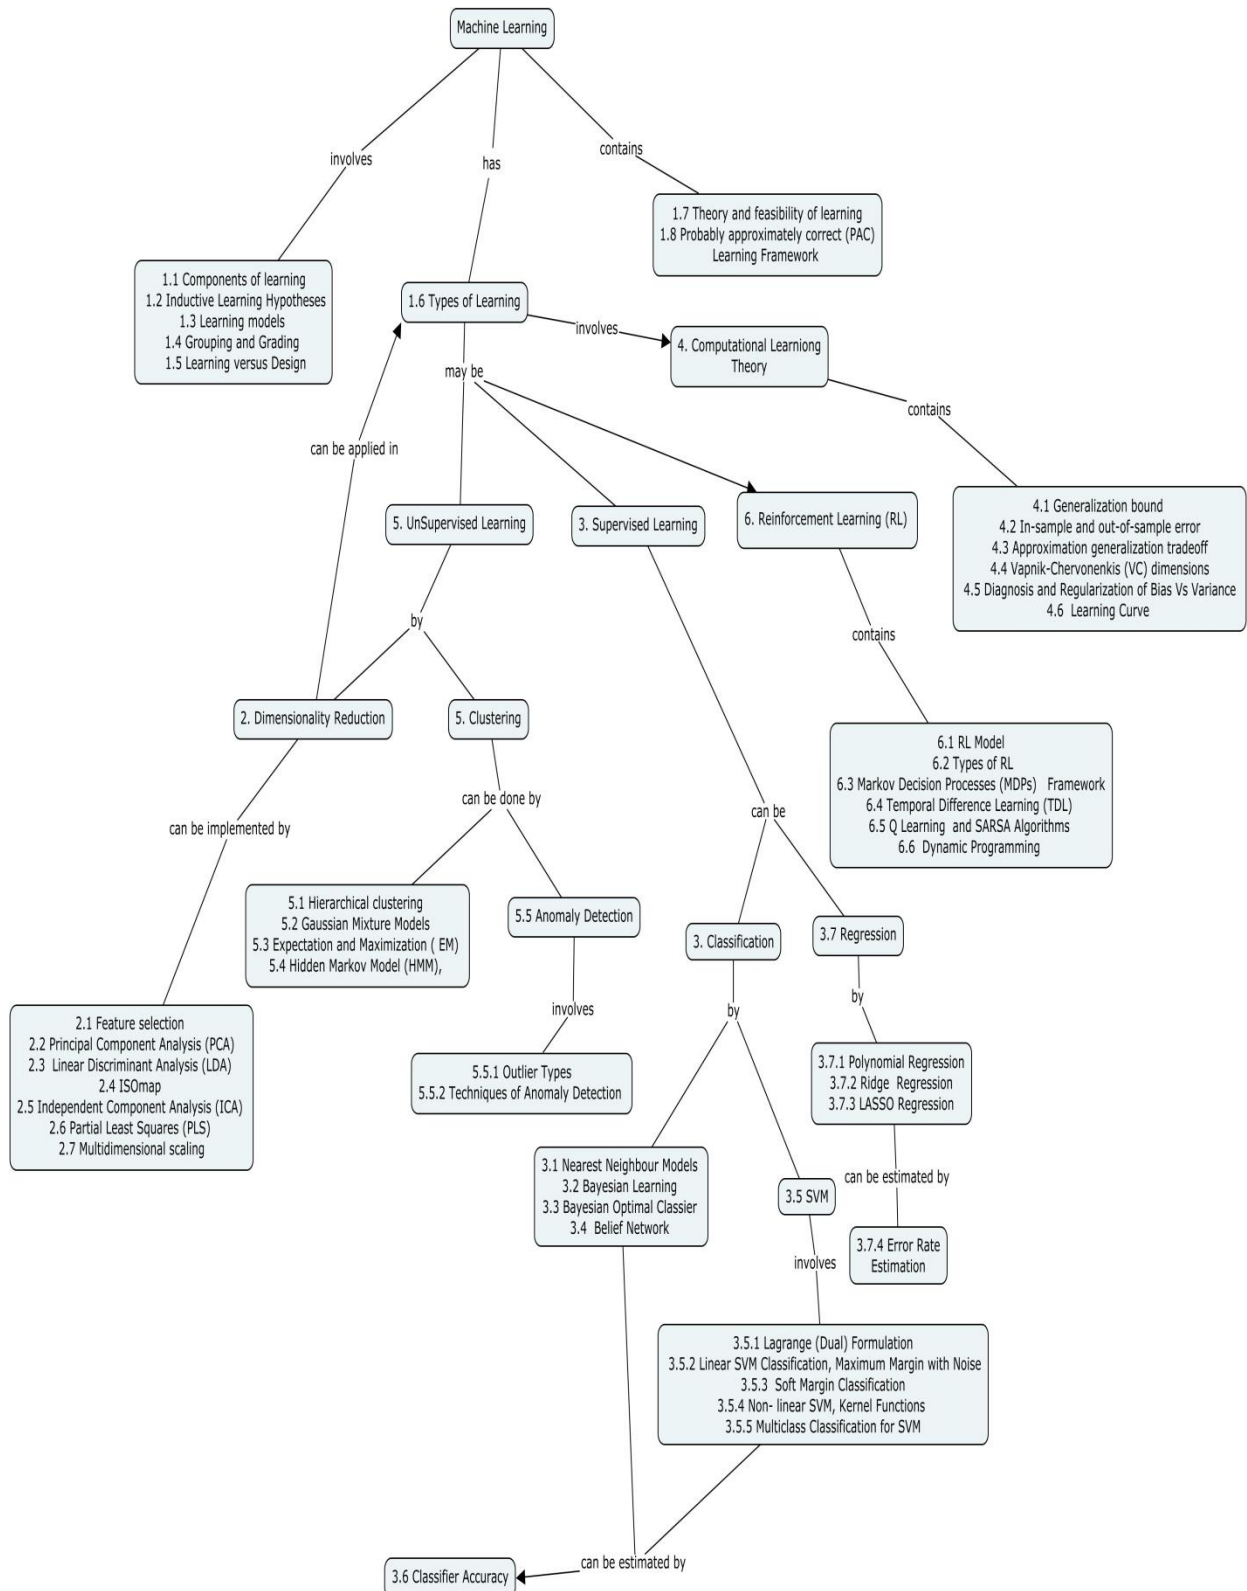 Machine Learning
involves
has
contains
1.7 Theory and feasibility of learning
1.8 Probably approximately correct (PAC)
Learning Framework
1.1 Components of learning
1.2 Inductive Learning Hypotheses
1.3 Learning models
1.4 Grouping and Grading
1.5 Learning versus Design
1.6 Types of Learning
involves
4. Computational Learniong
Theory
may be
can be applied in
contains
5. UnSupervised Learning
3. Supervised Learning
6. Reinforcement Learning (RL)
4.1 Generalization bound
4.2 In-sample and out-of-sample error
4.3 Approximation generalization tradeoff
4.4 Vapnik-Chervonenkis (VC) dimensions
4.5 Diagnosis and Regularization of Bias Vs Variance
4.6 Learning Curve
by
contains
2. Dimensionality Reduction
5. Clustering
6.1 RL Model
6.2 Types of RL
6.3 Markov Decision Processes (MDPs) Framework
6.4 Temporal Difference Learning (TDL)
6.5 Q Learning and SARSA Algorithms
6.6 Dynamic Programming
can be implemented by
can be done by
can be
5.1 Hierarchical clustering
5.2 Gaussian Mixture Models
5.3 Expectation and Maximization ( EM)
5.4 Hidden Markov Model (HMM),
5.5 Anomaly Detection
3. Classification
3.7 Regression
involves
by
by
2.1 Feature selection
2.2 Principal Component Analysis (PCA)
2.3 Linear Discriminant Analysis (LDA)
2.4 ISOmap
2.5 Independent Component Analysis (ICA)
2.6 Partial Least Squares (PLS)
2.7 Multidimensional scaling
5.5.1 Outlier Types
5.5.2 Techniques of Anomaly Detection
3.7.1 Polynomial Regression
3.7.2 Ridge Regression
3.7.3 LASSO Regression
3.1 Nearest Neighbour Models
3.2 Bayesian Learning
3.3 Bayesian Optimal Classier
3.4 Belief Network
3.5 SVM
can be estimated by
3.7.4 Error Rate
Estimation
involves
3.5.1 Lagrange (Dual) Formulation
3.5.2 Linear SVM Classification, Maximum Margin with Noise
3.5.3 Soft Margin Classification
3.5.4 Non- linear SVM, Kernel Functions
3.5.5 Multiclass Classification for SVM
can be estimated by
3.6 Classifier Accuracy